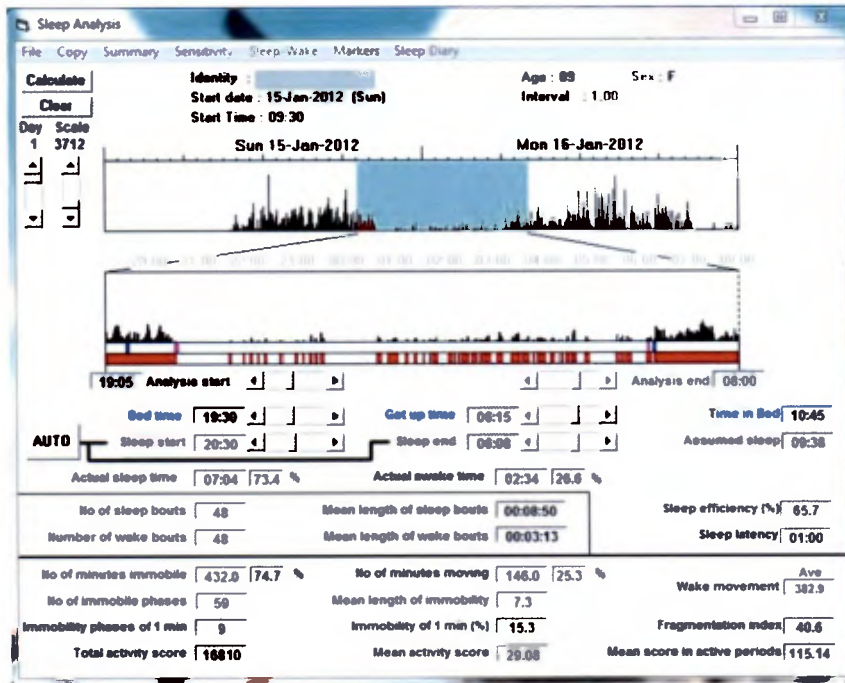 Sleep Analysis
File Copy Summary Sensitivity Sleep-Wake Markers Sleep Diary
Calculate
Clear
Identity :
Age : 89 Sex : F
Start date : 15-Jan-2012 (Sun)
Interval : 1.00
Start Time : 09:30
Day Scale
1 3712
Sun 15-Jan-2012 Mon 16-Jan-2012
19:05 Analysis start
Analysis end 08:00
Bed time 19:30
Get up time 06:15
Time in Bed 10:45
AUTO
Sleep start 20:30
Sleep end 06:08
Assumed sleep 09:38
Actual sleep time 07:04 73.4 %
Actual awake time 02:34 26.6 %
No of sleep bouts 48
Mean length of sleep bouts 00:08:50
Sleep efficiency (%) 65.7
Number of wake bouts 48
Mean length of wake bouts 00:03:13
Sleep latency 01:00
No of minutes immobile 432.0 74.7 %
No of minutes moving 146.0 25.3 %
Ave
Wake movement 382.9
No of immobile phases 59
Mean length of immobility 7.3
Immobility phases of 1 min 9
Immobility of 1 min (%) 15.3
Fragmentation index 40.6
Total activity score 16810
Mean activity score 29.08
Mean score in active periods 115.14